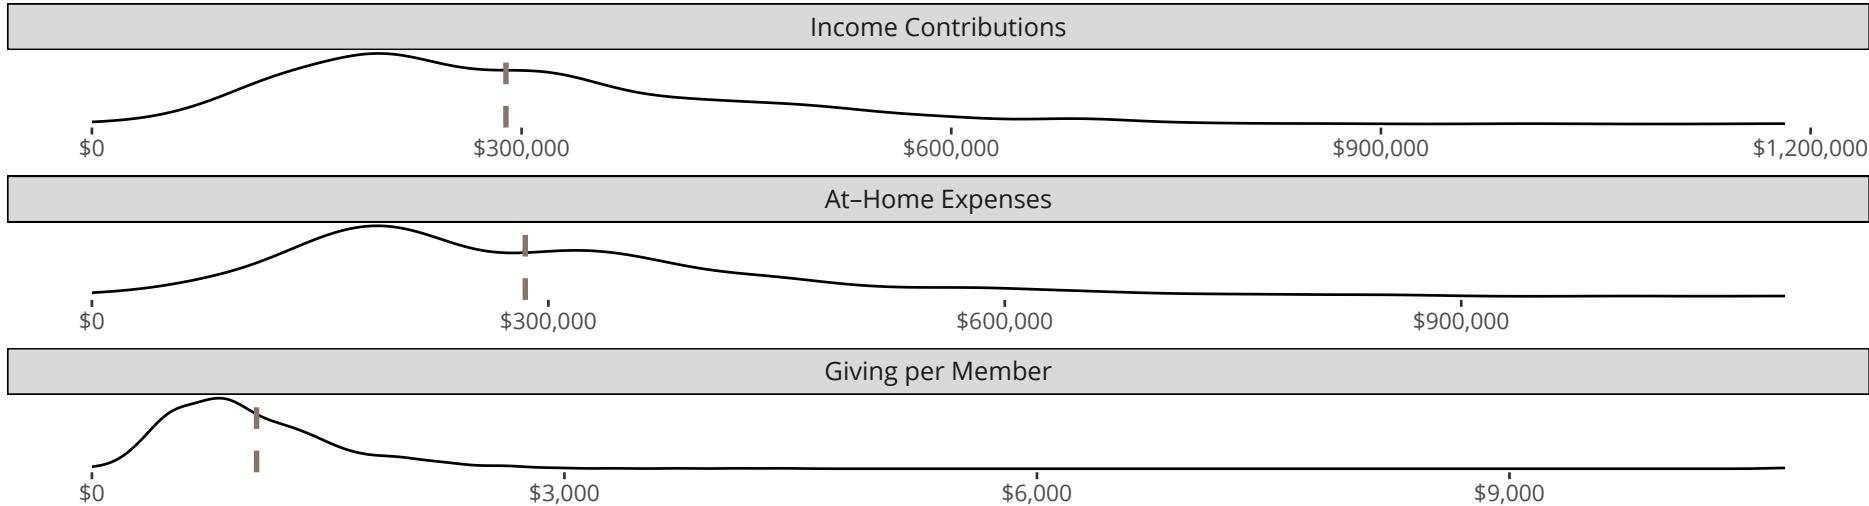 Income Contributions
$0 $300,000 $600,000 $900,000 $1,200,000
At–Home Expenses
$0 $300,000 $600,000 $900,000
Giving per Member
$0 $3,000 $6,000 $9,000